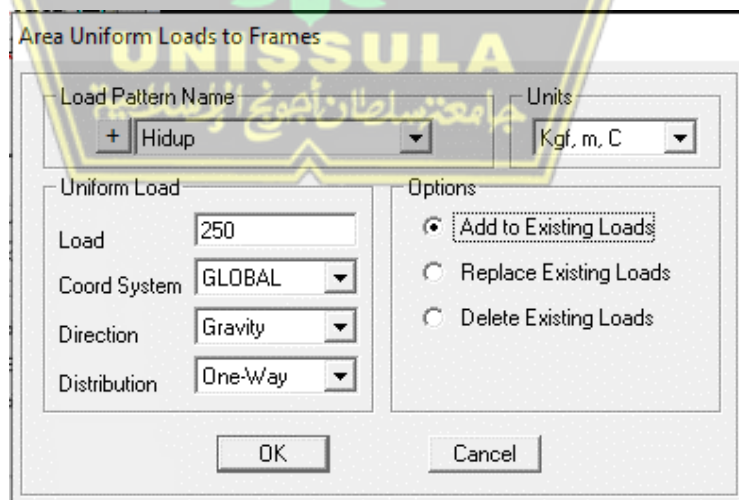 Area Uniform Loads to Frames
UNISSULA
جامعتنسلطان أجونج الإسلامية
Load Pattern Name
+ Hidup
Units
Kgf, m, C
Uniform Load
Load 250
Coord System GLOBAL
Direction Gravity
Distribution One-Way
Options
Add to Existing Loads
Replace Existing Loads
Delete Existing Loads
OK
Cancel